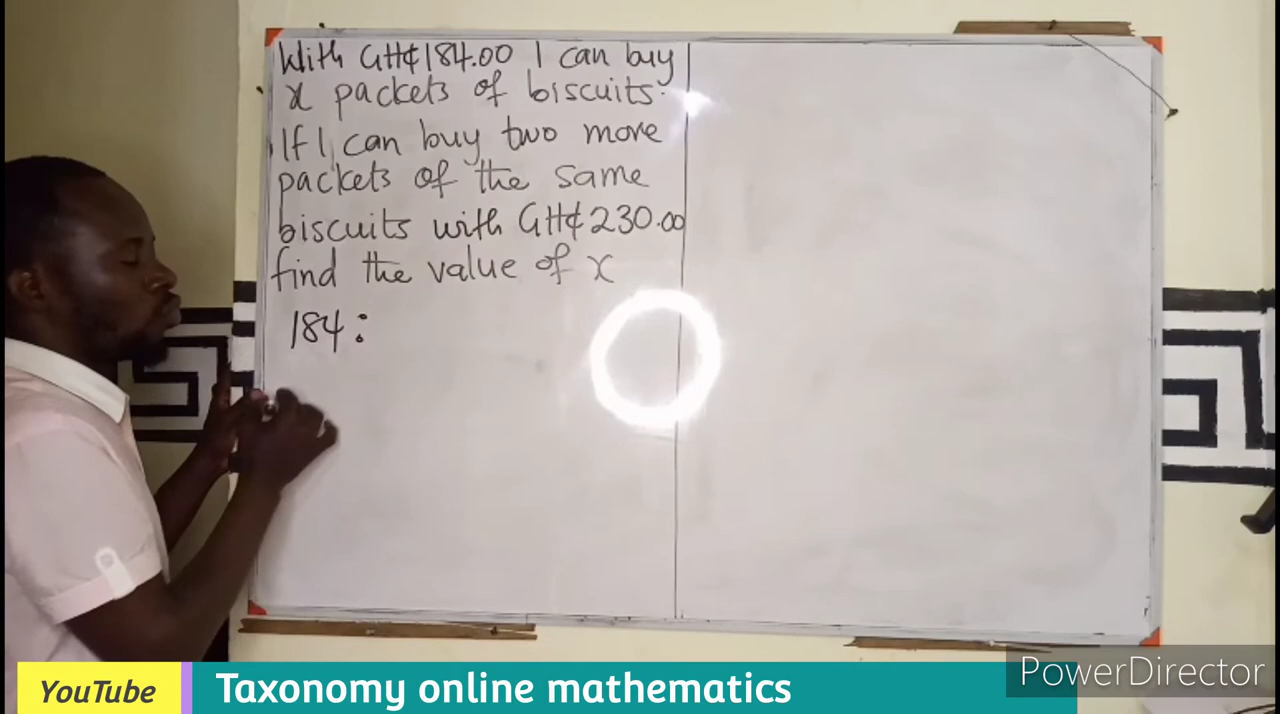 With GH¢184.00 I can buy
x packets of biscuits.
If I can buy two more
packets of the same
biscuits with GH¢230.00
find the value of x
184:
YouTube
Taxonomy online mathematics
PowerDirector